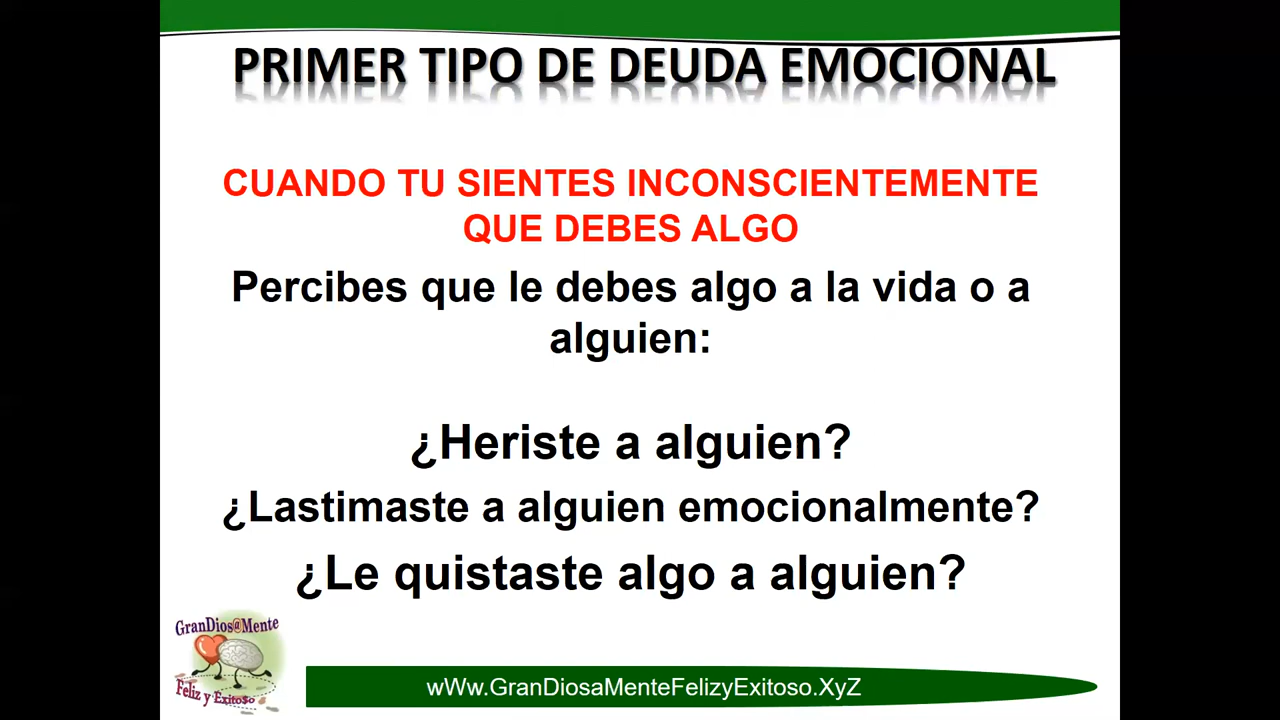 PRIMER TIPO DE DEUDA EMOCIONAL
CUANDO TU SIENTES INCONSCIENTEMENTE
QUE DEBES ALGO
Percibes que le debes algo a la vida o a
alguien:
¿Heriste a alguien?
¿Lastimaste a alguien emocionalmente?
¿Le quistaste algo a alguien?
GranDios@Mente
Feliz y Exito$o
wWw.GranDiosaMenteFelizyExitoso.XyZ